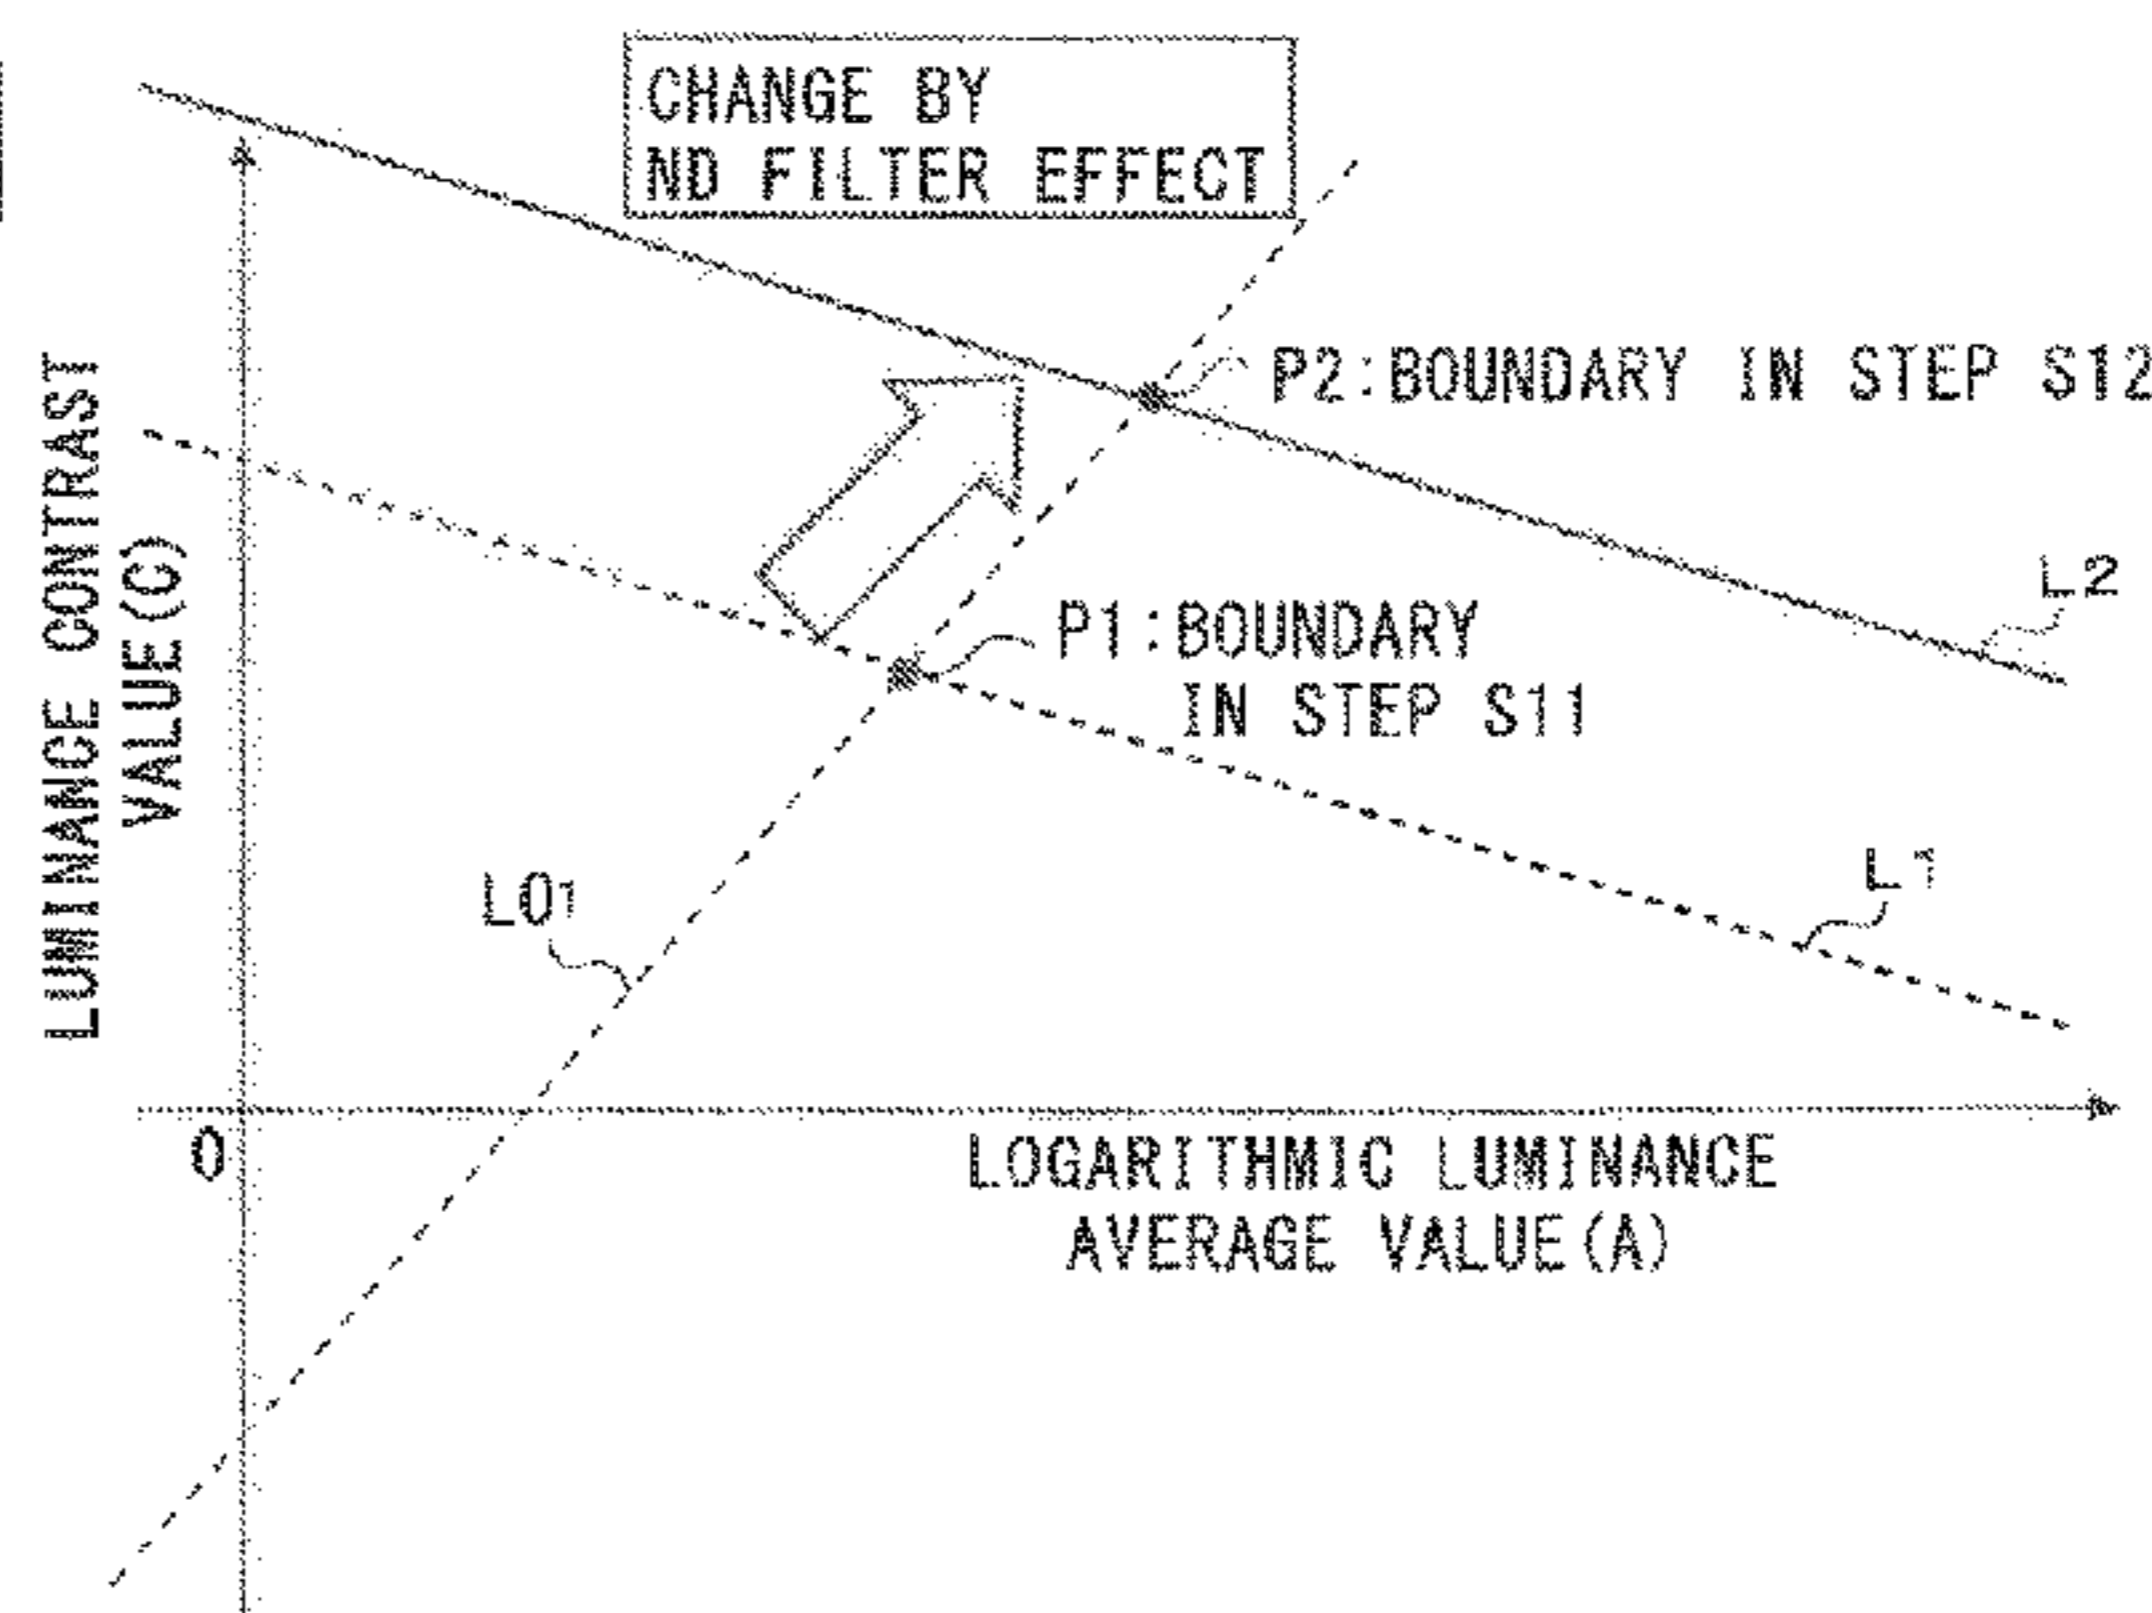 CHANGE BY
ND FILTER EFFECT
P2:BOUNDARY IN STEP S12
L2
P1:BOUNDARY
IN STEP S11
LUMINANCE CONTRAST
VALUE(C)
L01
L1
0
LOGARITHMIC LUMINANCE
AVERAGE VALUE(A)